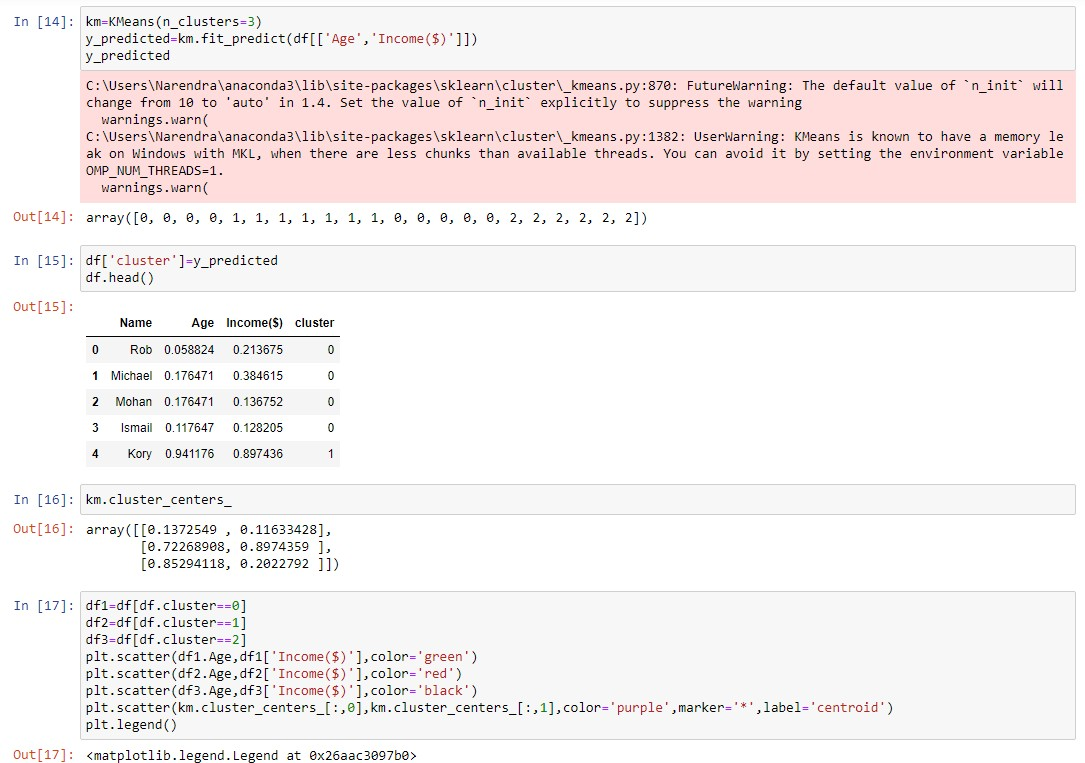 In [14]: km=KMeans(n_clusters=3)
y_predicted=km.fit_predict(df[['Age','Income($)']])
y_predicted
C:\Users\Narendra\anaconda3\lib\site-packages\sklearn\cluster\_kmeans.py:870: FutureWarning: The default value of `n_init` will
change from 10 to 'auto' in 1.4. Set the value of `n_init` explicitly to suppress the warning
  warnings.warn(
C:\Users\Narendra\anaconda3\lib\site-packages\sklearn\cluster\_kmeans.py:1382: UserWarning: KMeans is known to have a memory le
ak on Windows with MKL, when there are less chunks than available threads. You can avoid it by setting the environment variable
OMP_NUM_THREADS=1.
  warnings.warn(
Out[14]: array([0, 0, 0, 0, 1, 1, 1, 1, 1, 1, 1, 0, 0, 0, 0, 0, 2, 2, 2, 2, 2, 2])
In [15]: df['cluster']=y_predicted
df.head()
Out[15]:
Name Age Income($) cluster
0 Rob 0.058824 0.213675 0
1 Michael 0.176471 0.384615 0
2 Mohan 0.176471 0.136752 0
3 Ismail 0.117647 0.128205 0
4 Kory 0.941176 0.897436 1
In [16]: km.cluster_centers_
Out[16]: array([[0.1372549 , 0.11633428],
       [0.72268908, 0.8974359 ],
       [0.85294118, 0.2022792 ]])
In [17]: df1=df[df.cluster==0]
df2=df[df.cluster==1]
df3=df[df.cluster==2]
plt.scatter(df1.Age,df1['Income($)'],color='green')
plt.scatter(df2.Age,df2['Income($)'],color='red')
plt.scatter(df3.Age,df3['Income($)'],color='black')
plt.scatter(km.cluster_centers_[:,0],km.cluster_centers_[:,1],color='purple',marker='*',label='centroid')
plt.legend()
Out[17]: <matplotlib.legend.Legend at 0x26aac3097b0>